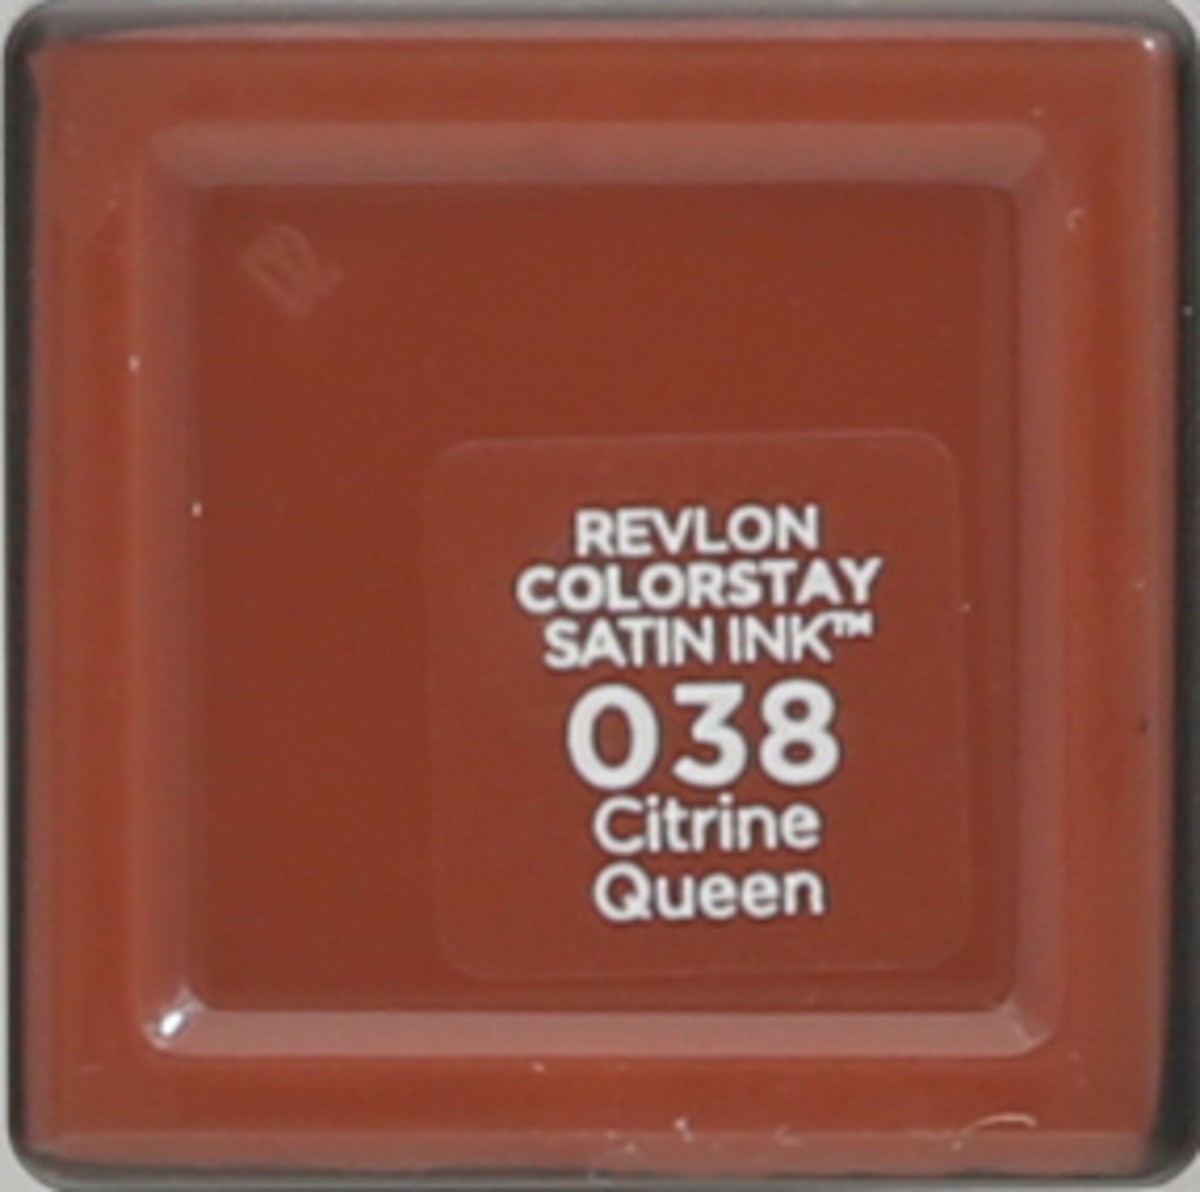 REVLON
COLORSTAY
SATIN INK™
038
Citrine
Queen